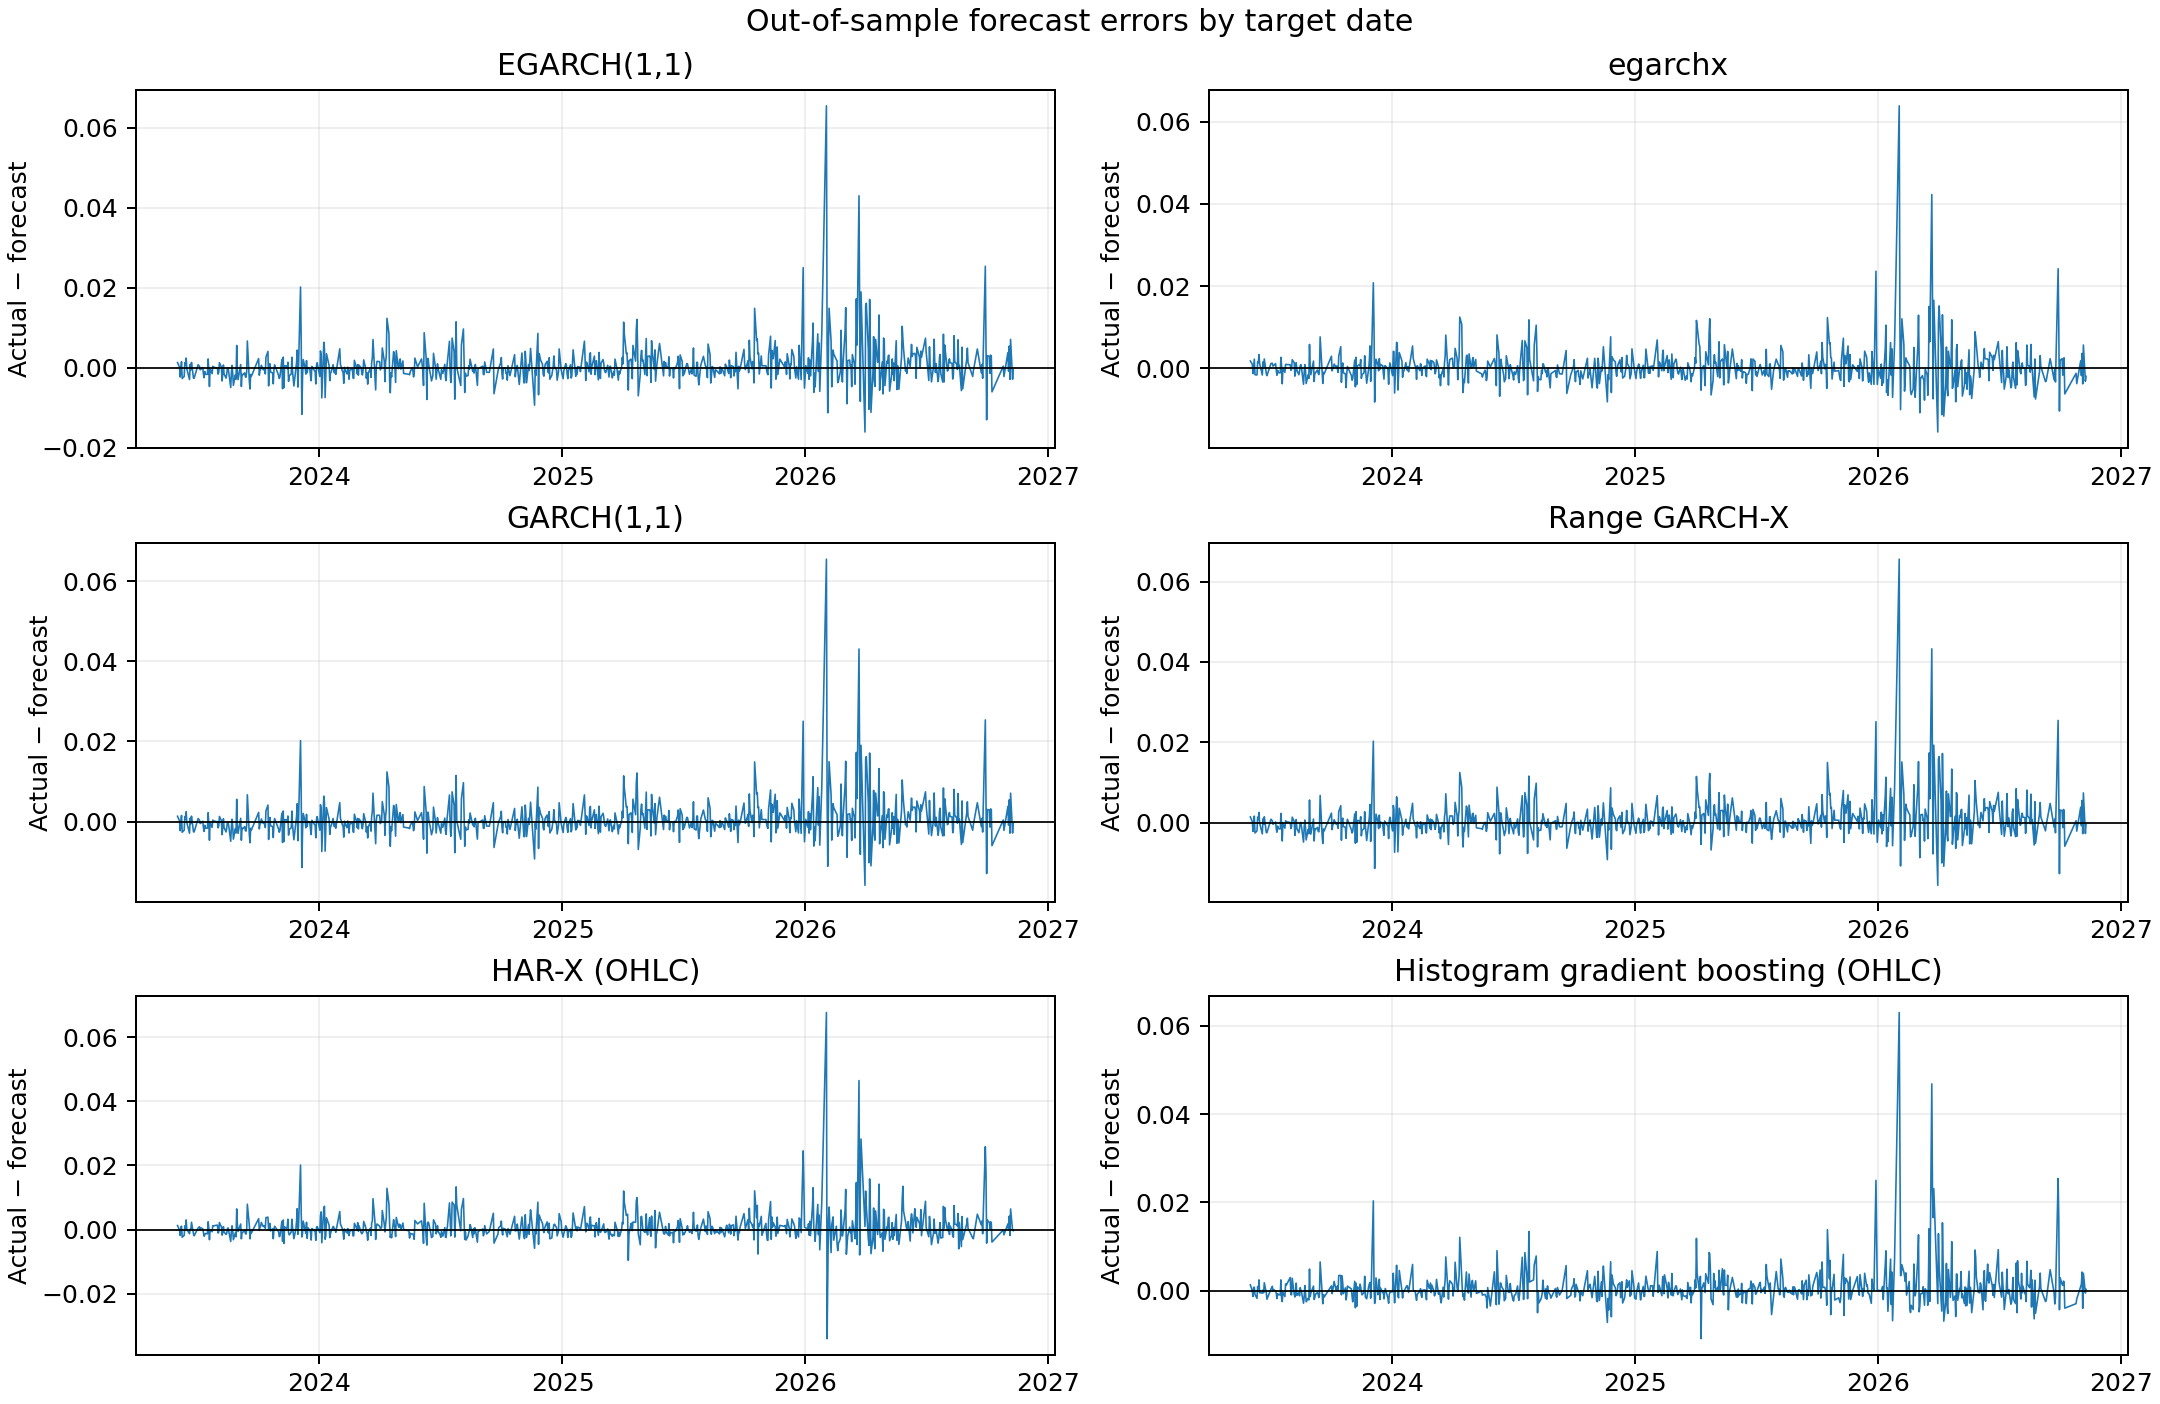 Out-of-sample forecast errors by target date
EGARCH(1,1)
Actual − forecast
0.06
0.04
0.02
0.00
−0.02
2024 2025 2026 2027
egarchx
Actual − forecast
0.06
0.04
0.02
0.00
2024 2025 2026 2027
GARCH(1,1)
Actual − forecast
0.06
0.04
0.02
0.00
2024 2025 2026 2027
Range GARCH-X
Actual − forecast
0.06
0.04
0.02
0.00
2024 2025 2026 2027
HAR-X (OHLC)
Actual − forecast
0.06
0.04
0.02
0.00
−0.02
2024 2025 2026 2027
Histogram gradient boosting (OHLC)
Actual − forecast
0.06
0.04
0.02
0.00
2024 2025 2026 2027